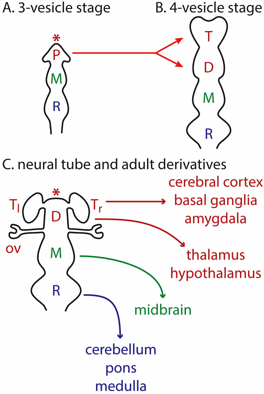 A. 3-vesicle stage
B. 4-vesicle stage
*
P
M
R
T
D
M
R
C. neural tube and adult derivatives
*
Tl
D
Tr
ov
M
R
cerebral cortex
basal ganglia
amygdala
thalamus
hypothalamus
midbrain
cerebellum
pons
medulla